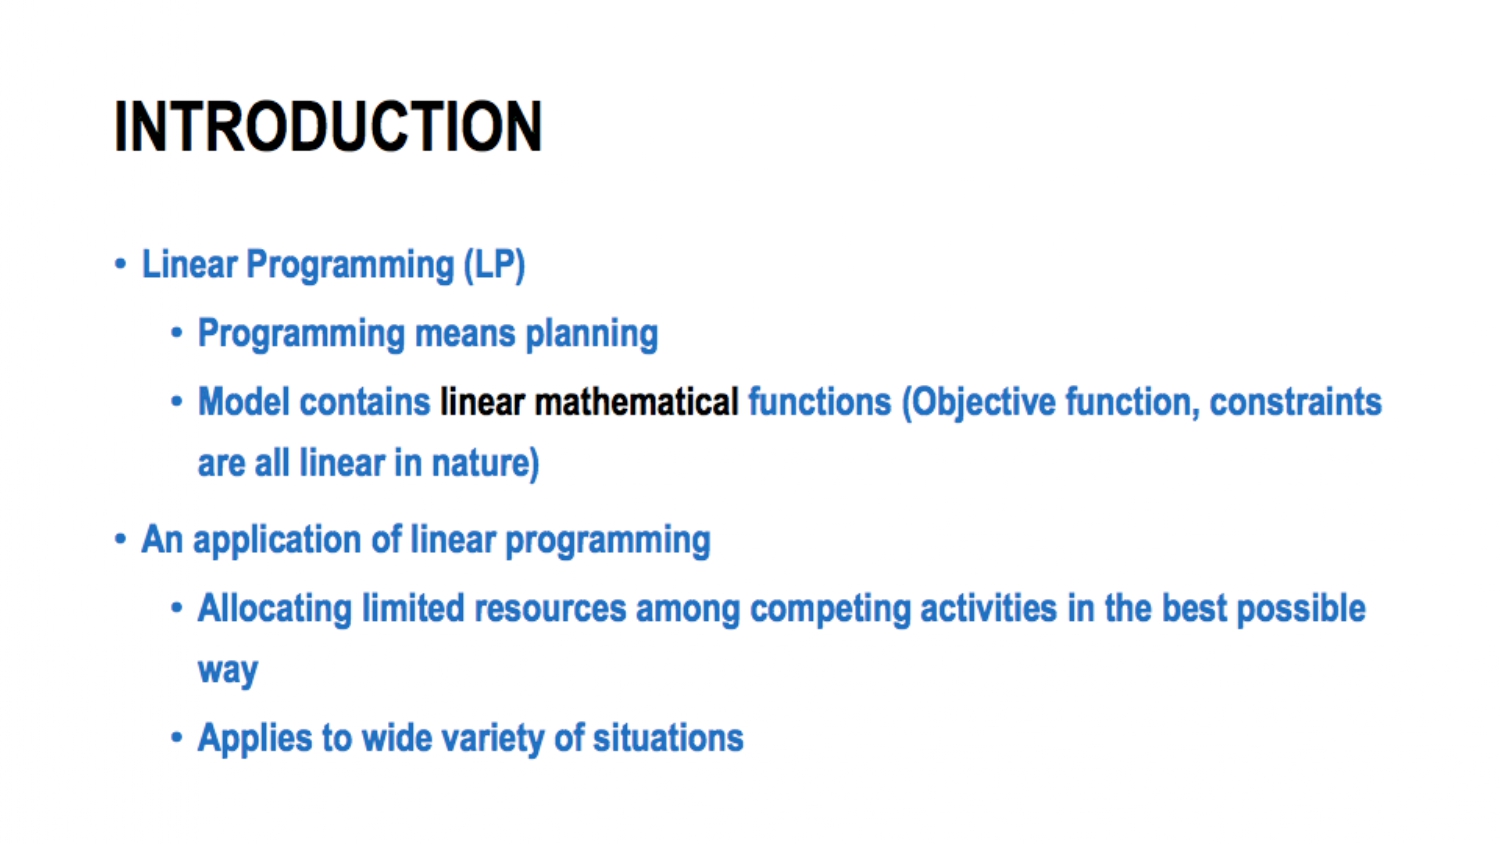 INTRODUCTION
• Linear Programming (LP)
• Programming means planning
• Model contains linear mathematical functions (Objective function, constraints
are all linear in nature)
• An application of linear programming
• Allocating limited resources among competing activities in the best possible
way
• Applies to wide variety of situations